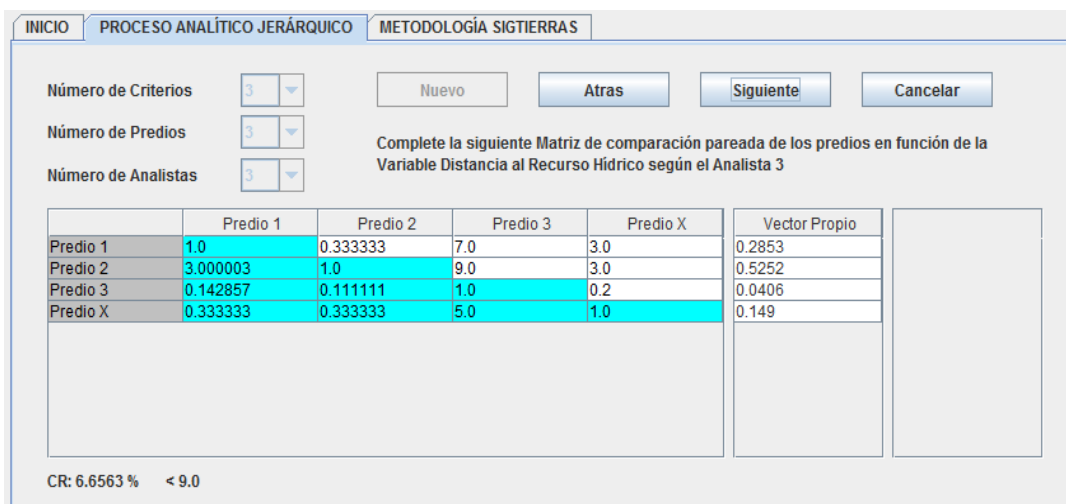 INICIO PROCESO ANALÍTICO JERÁRQUICO METODOLOGÍA SIGTIERRAS
Número de Criterios 3 Nuevo Atras Siguiente Cancelar
Número de Predios 3
Complete la siguiente Matriz de comparación pareada de los predios en función de la
Variable Distancia al Recurso Hídrico según el Analista 3
Número de Analistas 3
Predio 1 Predio 2 Predio 3 Predio X Vector Propio
Predio 1 1.0 0.333333 7.0 3.0 0.2853
Predio 2 3.000003 1.0 9.0 3.0 0.5252
Predio 3 0.142857 0.111111 1.0 0.2 0.0406
Predio X 0.333333 0.333333 5.0 1.0 0.149
CR: 6.6563 % < 9.0